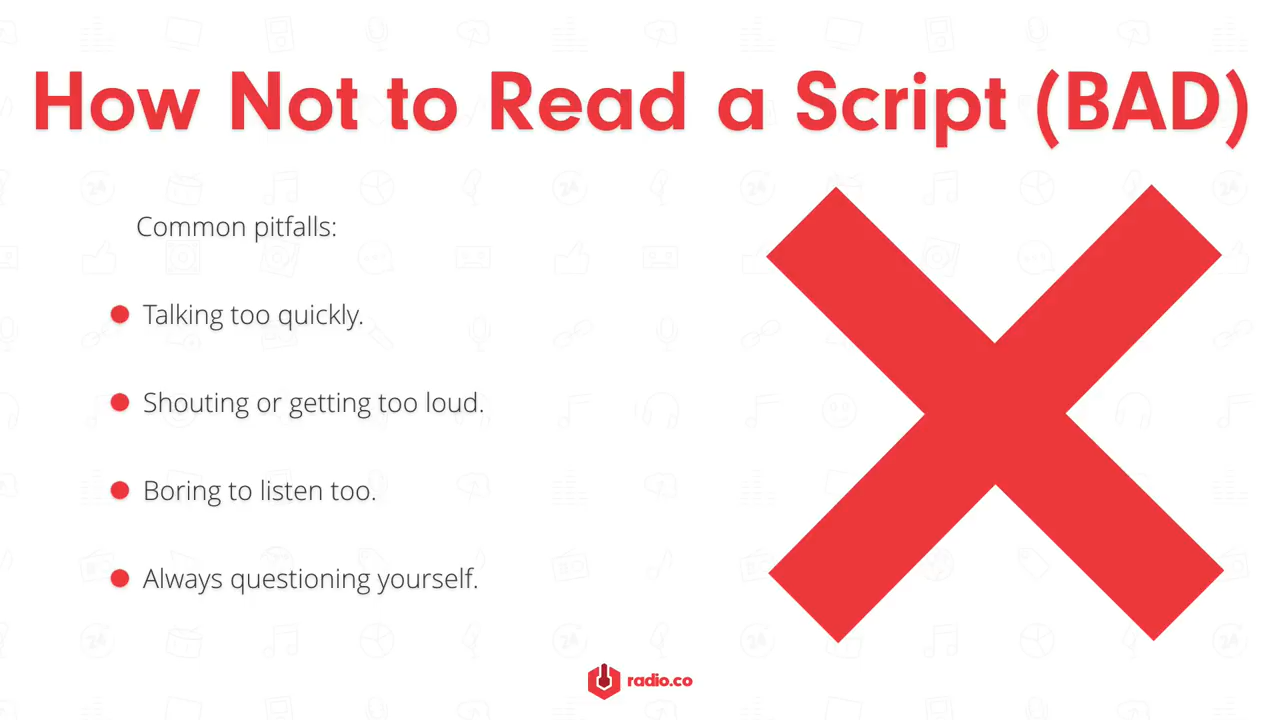 How Not to Read a Script (BAD)
Common pitfalls:
Talking too quickly.
Shouting or getting too loud.
Boring to listen too.
Always questioning yourself.
radio.co